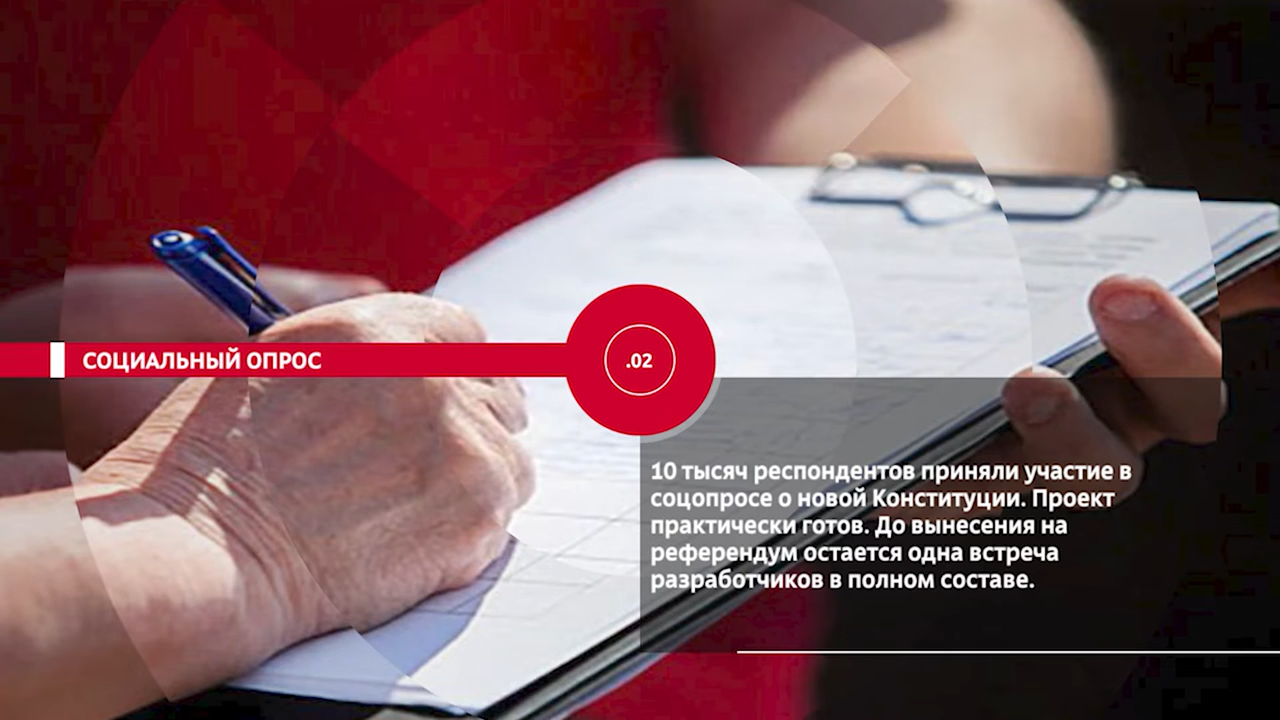 СОЦИАЛЬНЫЙ ОПРОС
.02
10 тысяч респондентов приняли участие в
соцопросе о новой Конституции. Проект
практически готов. До вынесения на
референдум остается одна встреча
разработчиков в полном составе.